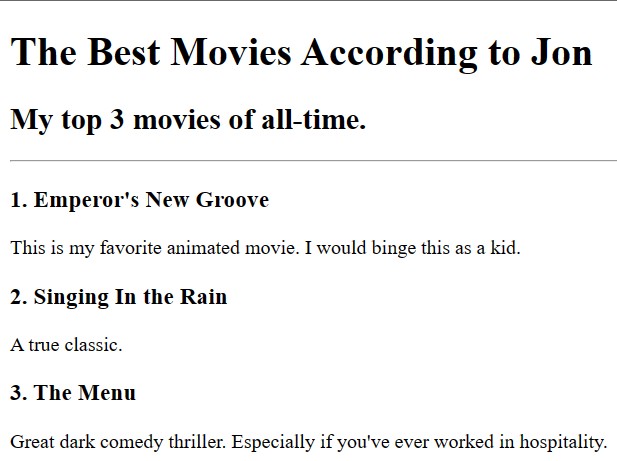 The Best Movies According to Jon
My top 3 movies of all-time.
1. Emperor's New Groove
This is my favorite animated movie. I would binge this as a kid.
2. Singing In the Rain
A true classic.
3. The Menu
Great dark comedy thriller. Especially if you've ever worked in hospitality.